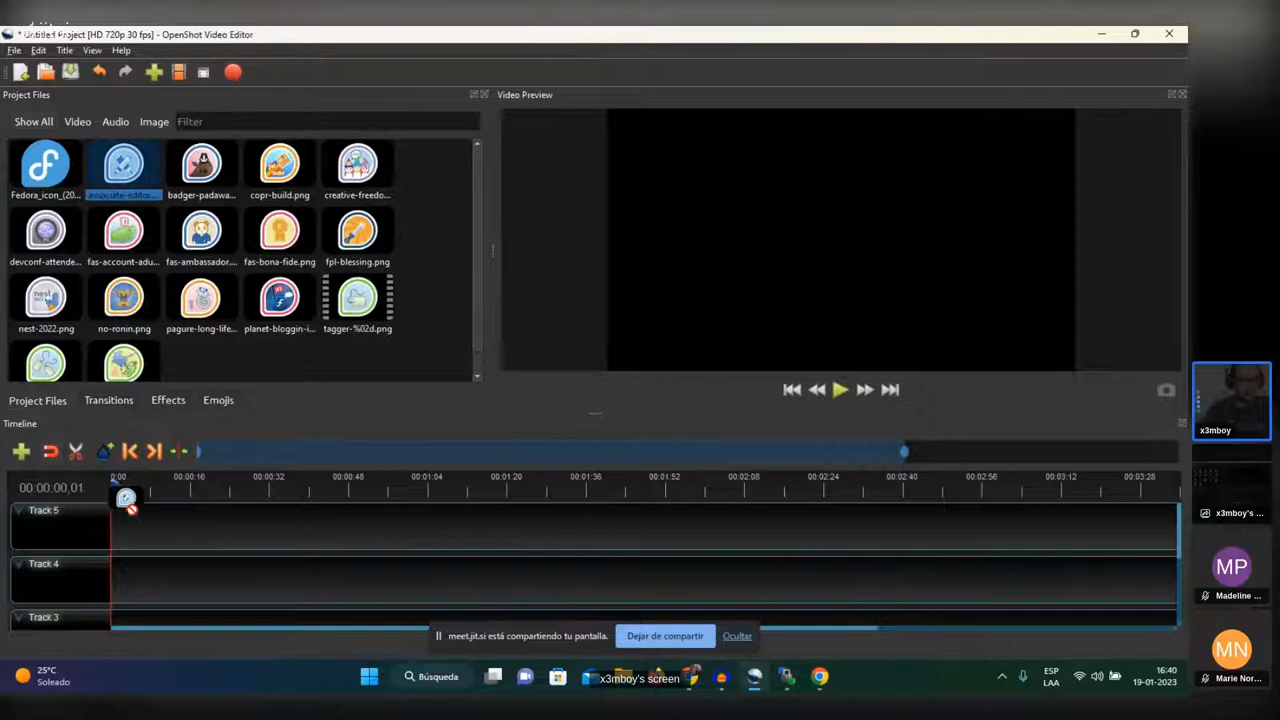 * Untitled Project [HD 720p 30 fps] - OpenShot Video Editor
File Edit Title View Help
Project Files
Video Preview
Show All Video Audio Image Filter
Fedora_icon_(20... associate-editor... badger-padawa... copr-build.png creative-freedo...
devconf-attende... fas-account-adu... fas-ambassador.... fas-bona-fide.png fpl-blessing.png
nest-2022.png no-ronin.png pagure-long-life... planet-bloggin-i... tagger-%02d.png
Project Files Transitions Effects Emojis
Timeline
00:00:00,01
0:00 00:00:16 00:00:32 00:00:48 00:01:04 00:01:20 00:01:36 00:01:52 00:02:08 00:02:24 00:02:40 00:02:56 00:03:12 00:03:28
Track 5
Track 4
Track 3
meet.jit.si está compartiendo tu pantalla. Dejar de compartir Ocultar
x3mboy
x3mboy's ...
MP
Madeline ...
MN
Marie Nor...
25°C
Soleado
Búsqueda
x3mboy's screen
ESP
LAA
16:40
19-01-2023